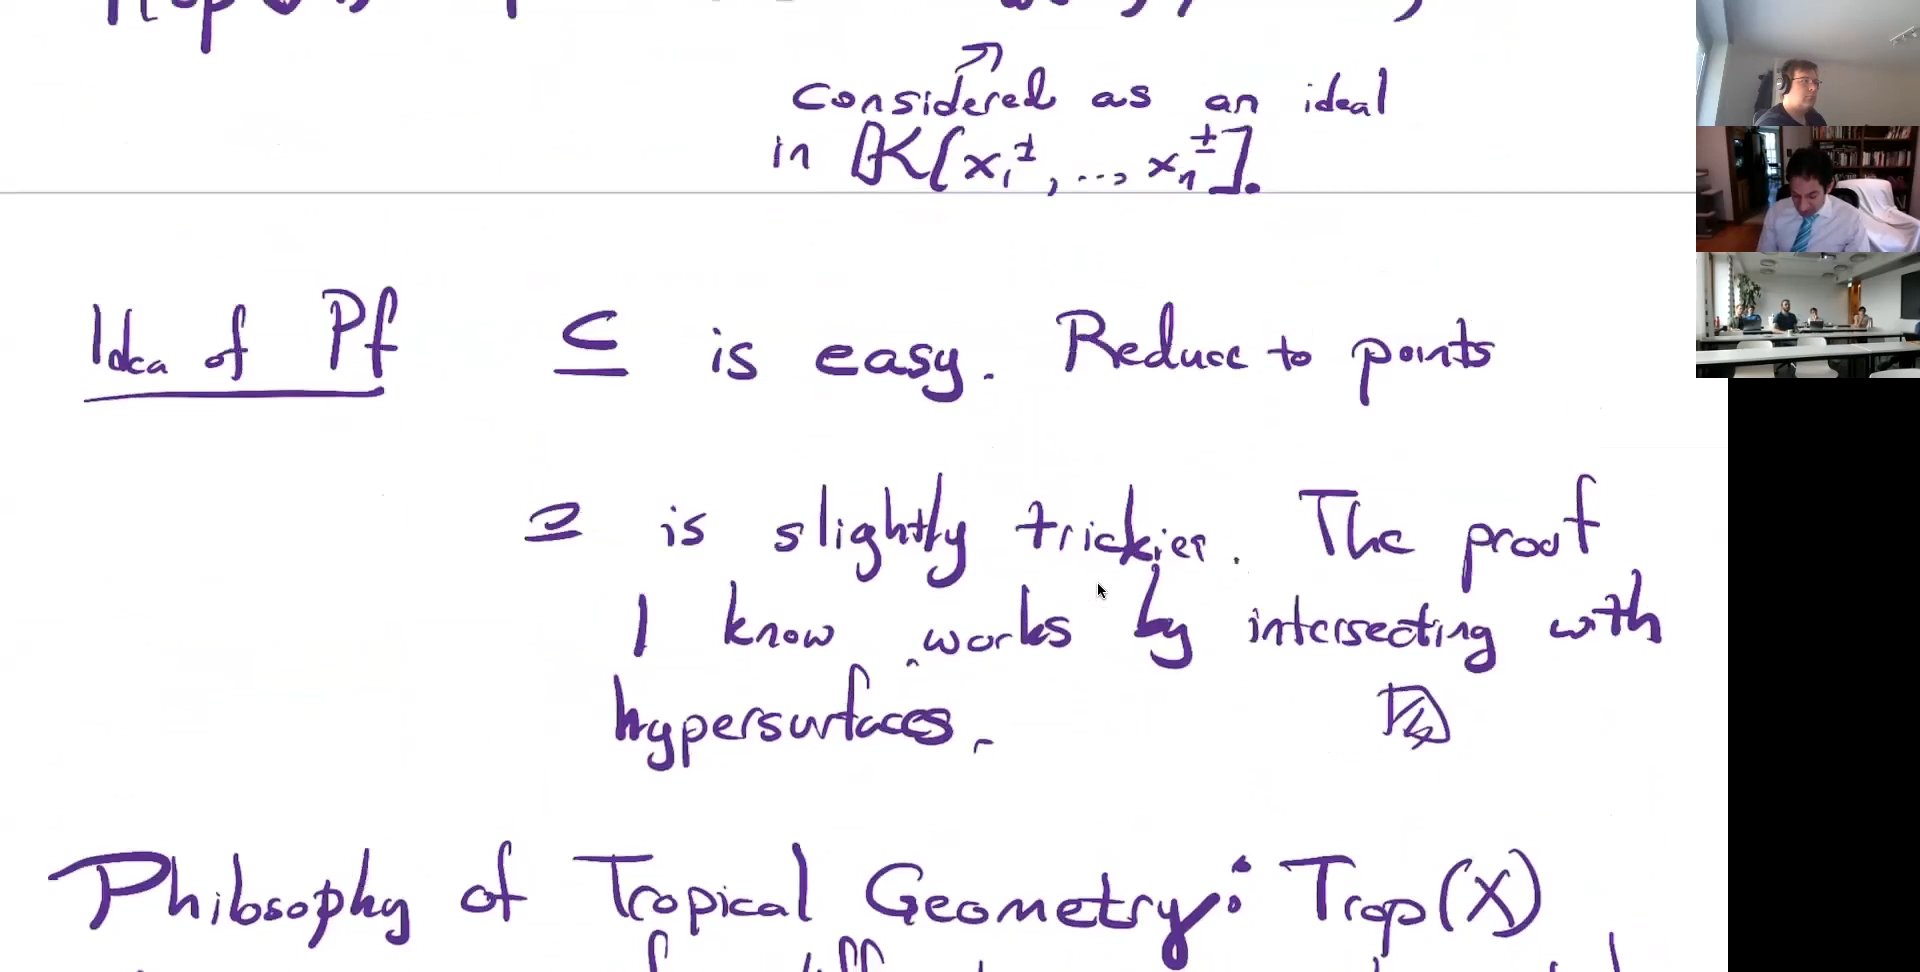 considered as an ideal
in K[x₁^±, ..., xₙ^±].
Idea of Pf ⊆ is easy. Reduce to points
⊇ is slightly trickier. The proof
I know works by intersecting with
hypersurfaces.
Philosophy of Tropical Geometry: Trop(X)